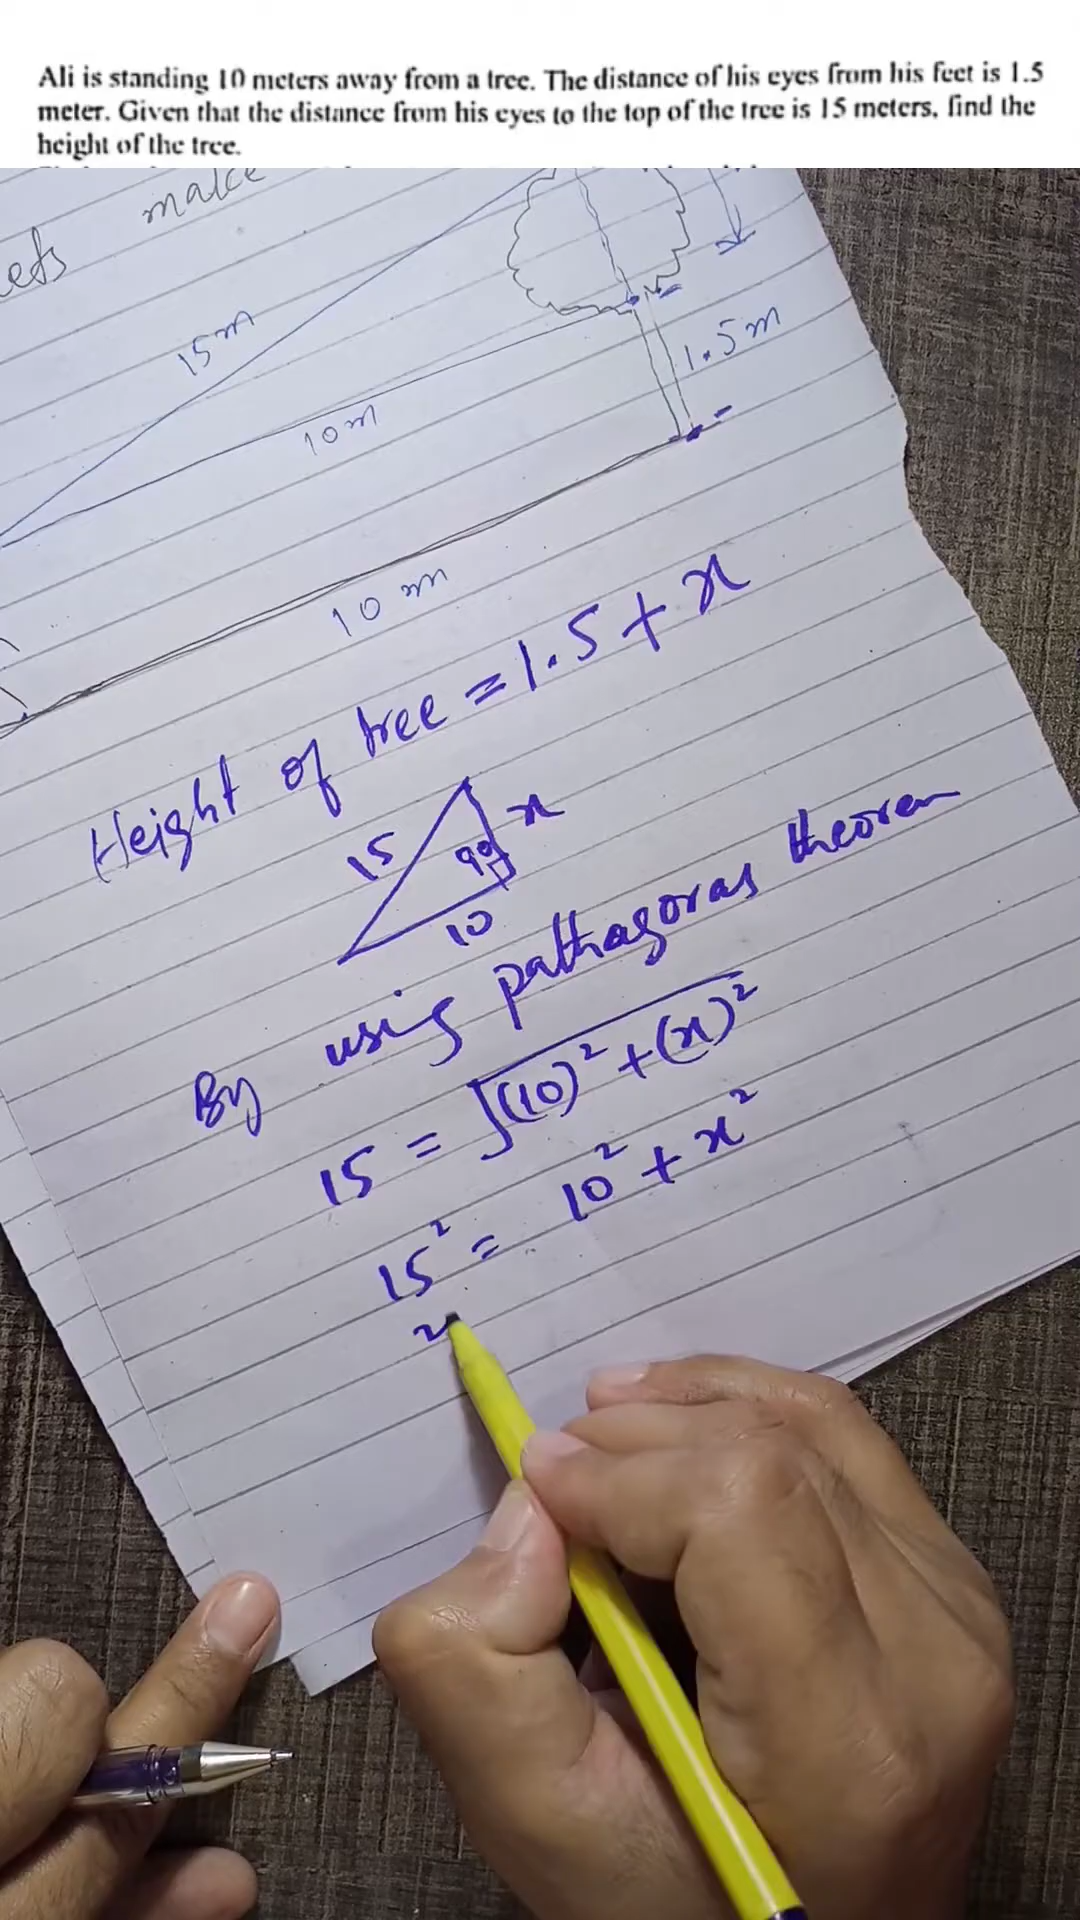 Ali is standing 10 meters away from a tree. The distance of his eyes from his feet is 1.5
meter. Given that the distance from his eyes to the top of the tree is 15 meters, find the
height of the tree.
make
ets
15m
1.5m
10m
10 m
Height of tree = 1.5 + x
15
x
90
10
By using pathagoras theorem
15 = √(10)² + (x)²
15² = 10² + x²
2